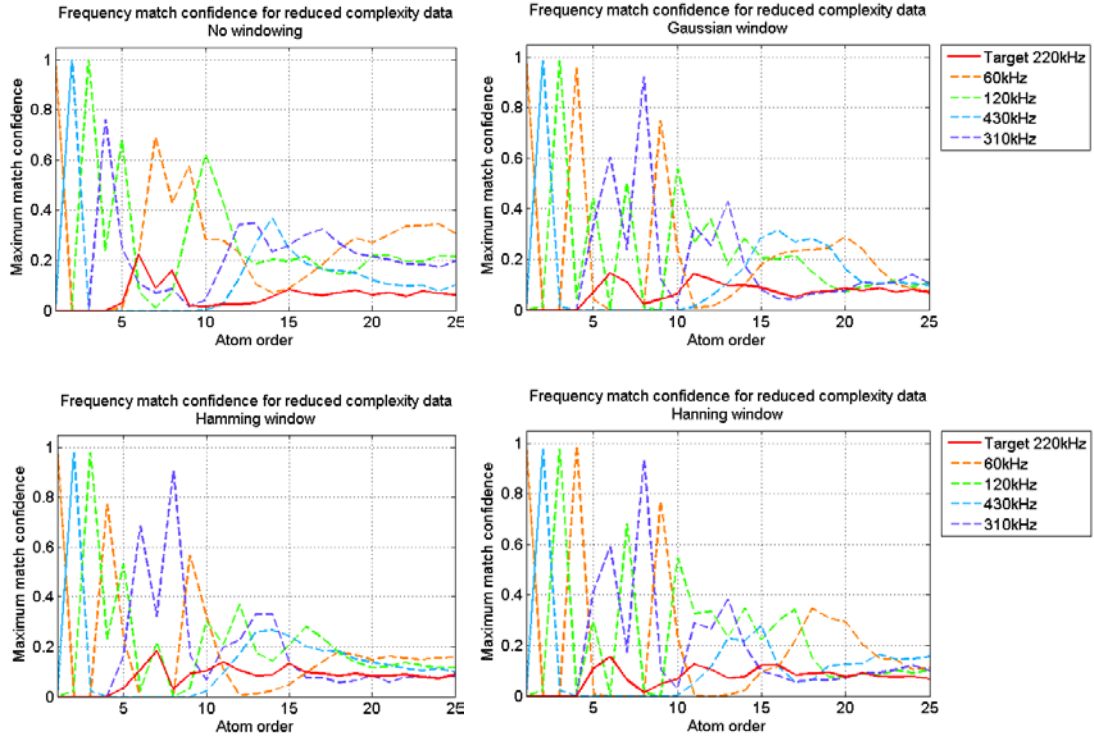 Frequency match confidence for reduced complexity data
No windowing
Maximum match confidence
1
0.8
0.6
0.4
0.2
0
5
10
15
20
25
Atom order
Frequency match confidence for reduced complexity data
Gaussian window
Maximum match confidence
1
0.8
0.6
0.4
0.2
0
5
10
15
20
25
Atom order
Target 220kHz
60kHz
120kHz
430kHz
310kHz
Frequency match confidence for reduced complexity data
Hamming window
Maximum match confidence
1
0.8
0.6
0.4
0.2
0
5
10
15
20
25
Atom order
Frequency match confidence for reduced complexity data
Hanning window
Maximum match confidence
1
0.8
0.6
0.4
0.2
0
5
10
15
20
25
Atom order
Target 220kHz
60kHz
120kHz
430kHz
310kHz